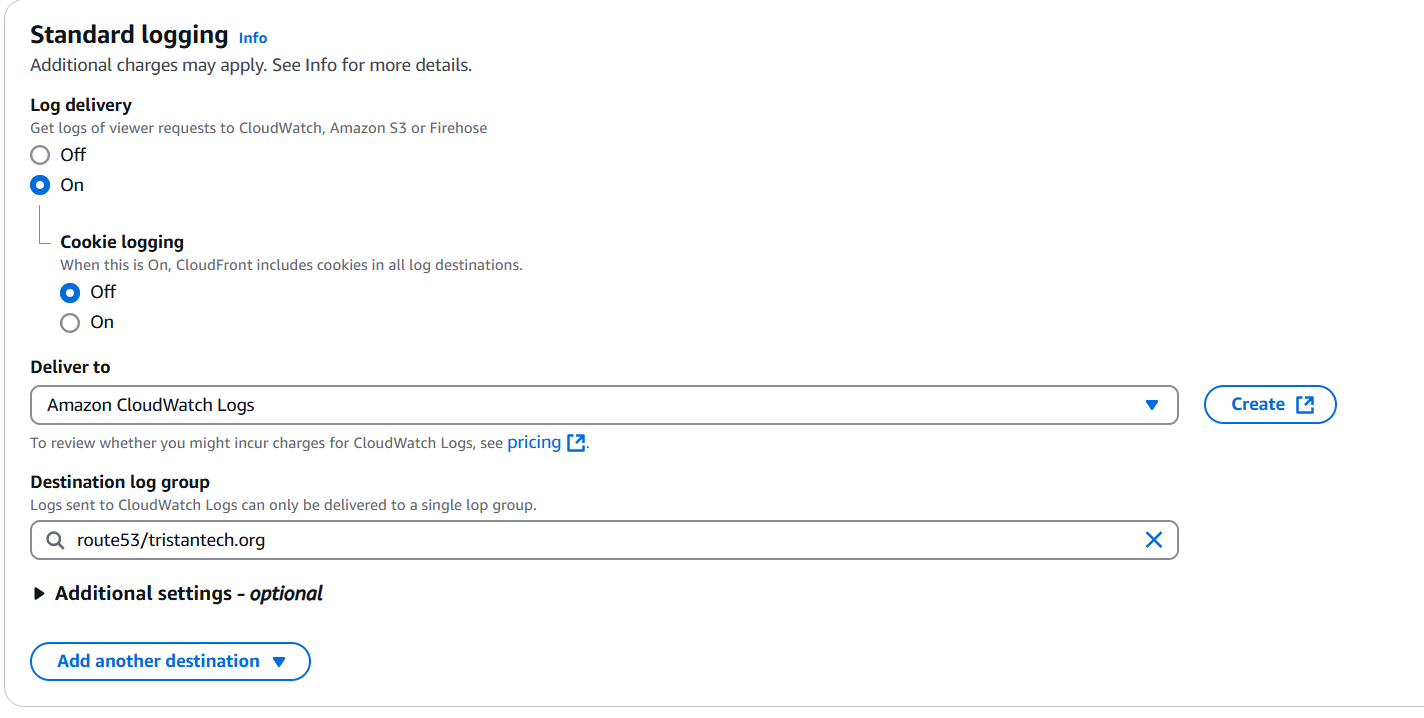 Standard logging Info
Additional charges may apply. See Info for more details.
Log delivery
Get logs of viewer requests to CloudWatch, Amazon S3 or Firehose
Off
On
Cookie logging
When this is On, CloudFront includes cookies in all log destinations.
Off
On
Deliver to
Amazon CloudWatch Logs
Create
To review whether you might incur charges for CloudWatch Logs, see pricing.
Destination log group
Logs sent to CloudWatch Logs can only be delivered to a single lop group.
route53/tristantech.org
Additional settings - optional
Add another destination